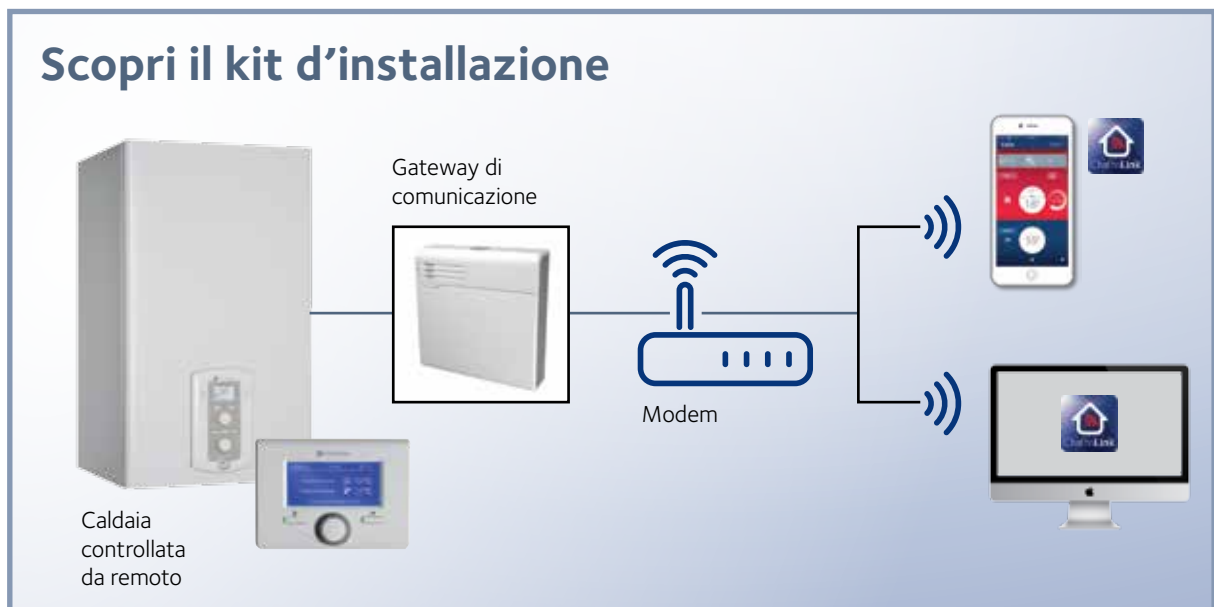 Scopri il kit d'installazione
Gateway di
comunicazione
Modem
Caldaia
controllata
da remoto